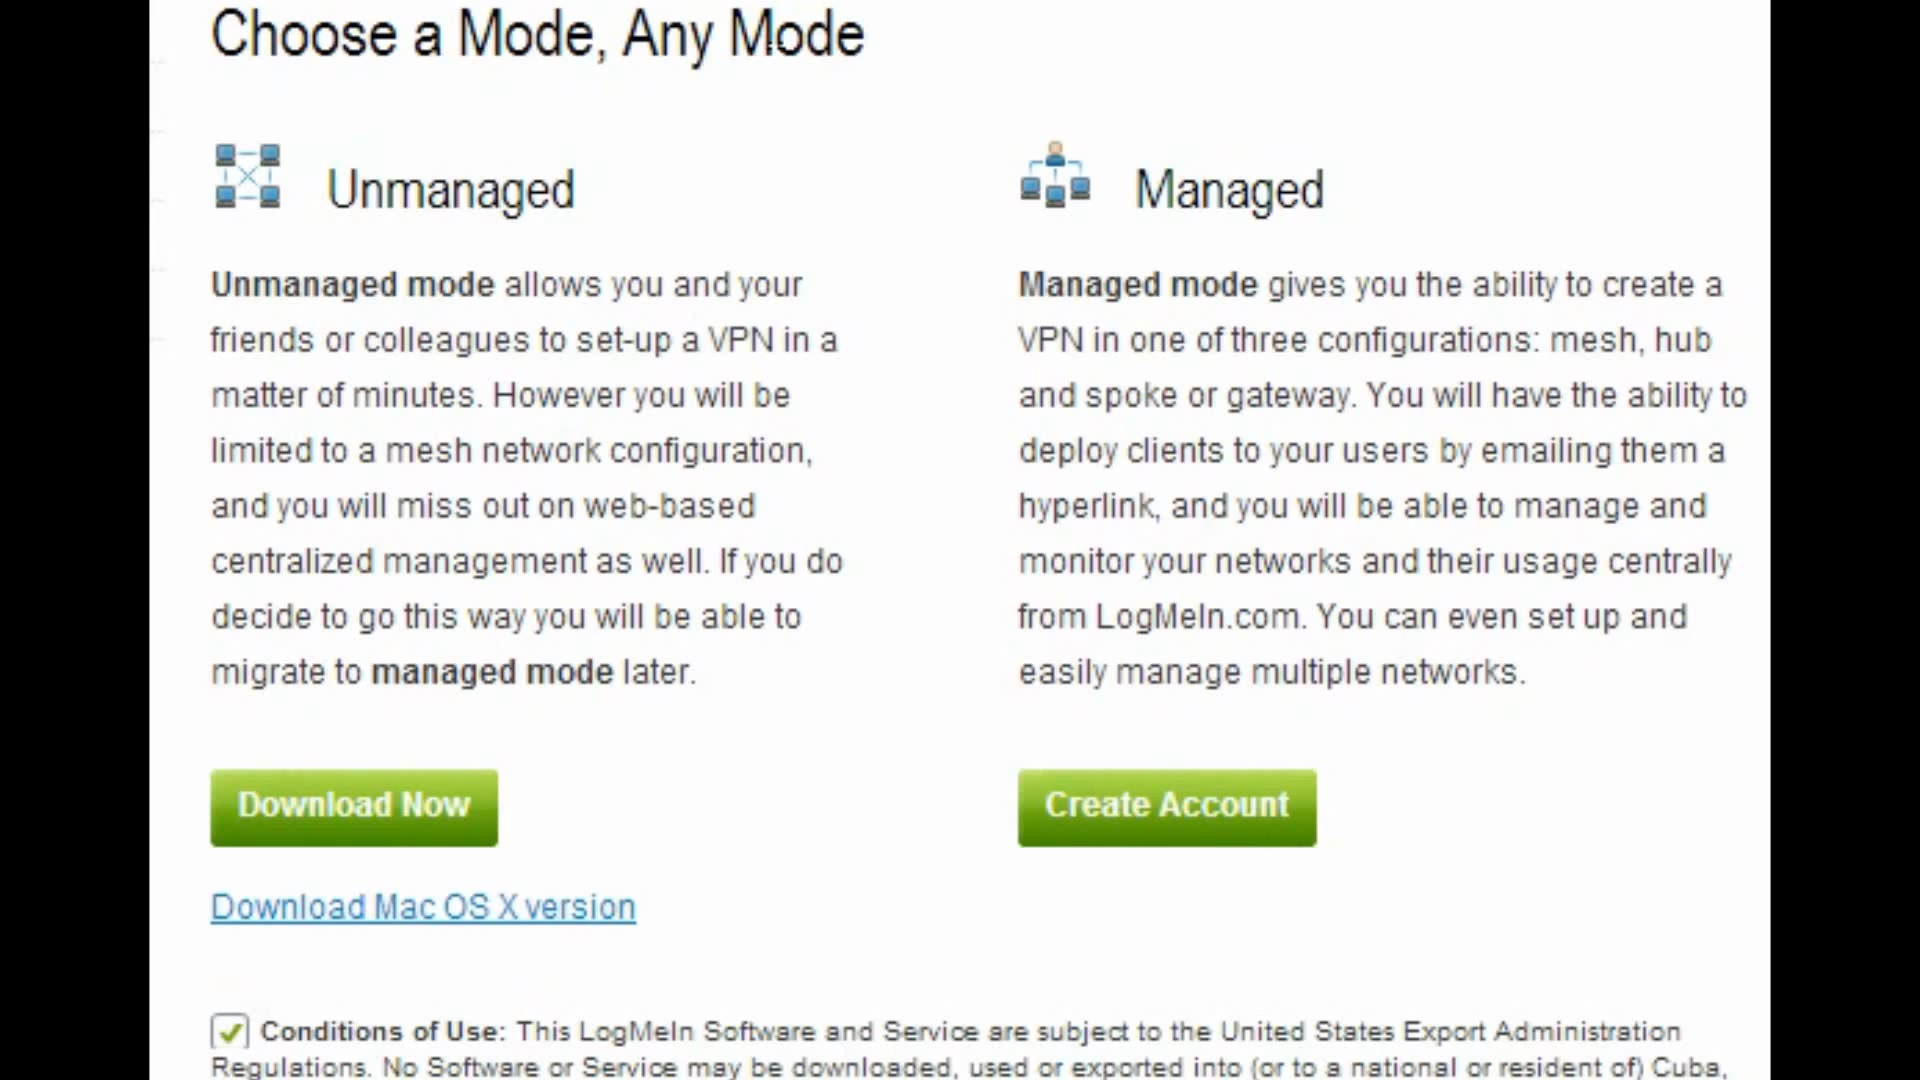 Choose a Mode, Any Mode
Unmanaged
Unmanaged mode allows you and your
friends or colleagues to set-up a VPN in a
matter of minutes. However you will be
limited to a mesh network configuration,
and you will miss out on web-based
centralized management as well. If you do
decide to go this way you will be able to
migrate to managed mode later.
Download Now
Download Mac OS X version
Managed
Managed mode gives you the ability to create a
VPN in one of three configurations: mesh, hub
and spoke or gateway. You will have the ability to
deploy clients to your users by emailing them a
hyperlink, and you will be able to manage and
monitor your networks and their usage centrally
from LogMeIn.com. You can even set up and
easily manage multiple networks.
Create Account
Conditions of Use: This LogMeIn Software and Service are subject to the United States Export Administration
Regulations. No Software or Service may be downloaded, used or exported into (or to a national or resident of) Cuba,